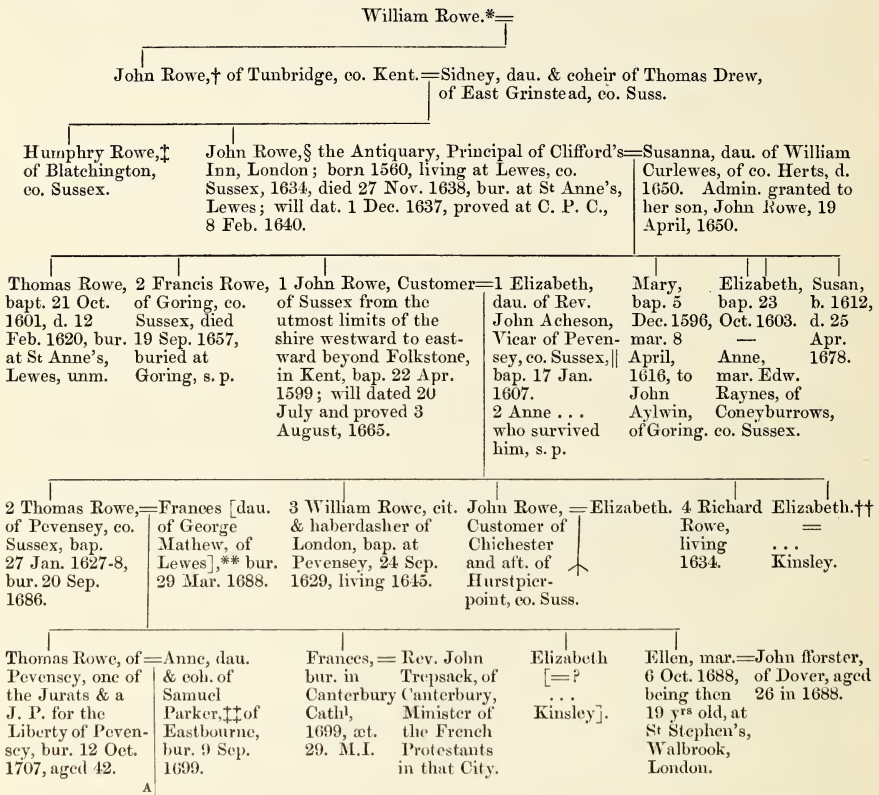 William Rowe.*=
John Rowe,† of Tunbridge, co. Kent.=Sidney, dau. & coheir of Thomas Drew,
of East Grinstead, co. Suss.
Humphry Rowe,‡
of Blatchington,
co. Sussex.
John Rowe,§ the Antiquary, Principal of Clifford's=
Inn, London; born 1560, living at Lewes, co.
Sussex, 1634, died 27 Nov. 1638, bur. at St Anne's,
Lewes; will dat. 1 Dec. 1637, proved at C. P. C.,
8 Feb. 1640.
Susanna, dau. of William
Curlewes, of co. Herts, d.
1650. Admin. granted to
her son, John Rowe, 19
April, 1650.
Thomas Rowe,
bapt. 21 Oct.
1601, d. 12
Feb. 1620, bur.
at St Anne's,
Lewes, unm.
2 Francis Rowe,
of Goring, co.
Sussex, died
19 Sep. 1657,
buried at
Goring, s. p.
1 John Rowe, Customer=
of Sussex from the
utmost limits of the
shire westward to east-
ward beyond Folkstone,
in Kent, bap. 22 Apr.
1599; will dated 20
July and proved 3
August, 1665.
1 Elizabeth,
dau. of Rev.
John Acheson,
Vicar of Peven-
sey, co. Sussex,||
bap. 17 Jan.
1607.
2 Anne . . .
who survived
him, s. p.
Mary,
bap. 5
Dec. 1596,
mar. 8
April,
1616, to
John
Aylwin,
of Goring.
Elizabeth,
bap. 23
Oct. 1603.
—
Anne,
mar. Edw.
Raynes, of
Coneyburrows,
co. Sussex.
Susan,
b. 1612,
d. 25
Apr.
1678.
2 Thomas Rowe,=
of Pevensey, co.
Sussex, bap.
27 Jan. 1627-8,
bur. 20 Sep.
1686.
Frances [dau.
of George
Mathew, of
Lewes],** bur.
29 Mar. 1688.
3 William Rowe, cit.
& haberdasher of
London, bap. at
Pevensey, 24 Sep.
1629, living 1645.
John Rowe, =Elizabeth.
Customer of
Chichester
and aft. of
Hurstpier-
point, co. Suss.
4 Richard
Rowe,
living
1634.
Elizabeth.††
=
. . .
Kinsley.
Thomas Rowe, of=
Pevensey, one of
the Jurats & a
J. P. for the
Liberty of Peven-
sey, bur. 12 Oct.
1707, aged 42.
Anne, dau.
& coh. of
Samuel
Parker,‡‡ of
Eastbourne,
bur. 9 Sep.
1699.
A
Frances,=
bur. in
Canterbury
Cathl,
1699, æt.
29. M.I.
Rev. John
Trepsack, of
Canterbury,
Minister of
the French
Protestants
in that City.
Elizabeth
[=?
. . .
Kinsley].
Ellen, mar.=
6 Oct. 1688,
being then
19 yrs old, at
St Stephen's,
Walbrook,
London.
John fforster,
of Dover, aged
26 in 1688.